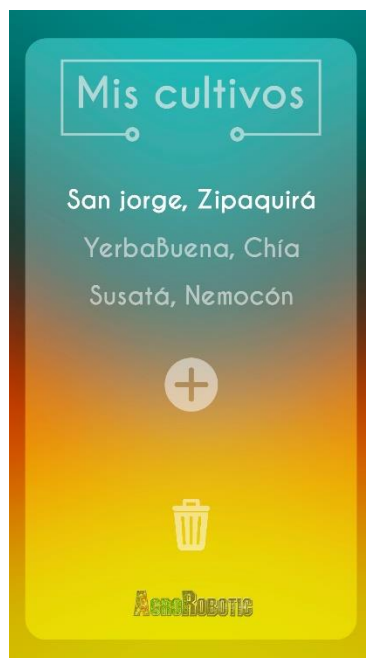 Mis cultivos
San jorge, Zipaquirá
YerbaBuena, Chía
Susatá, Nemocón
AgroRobotic